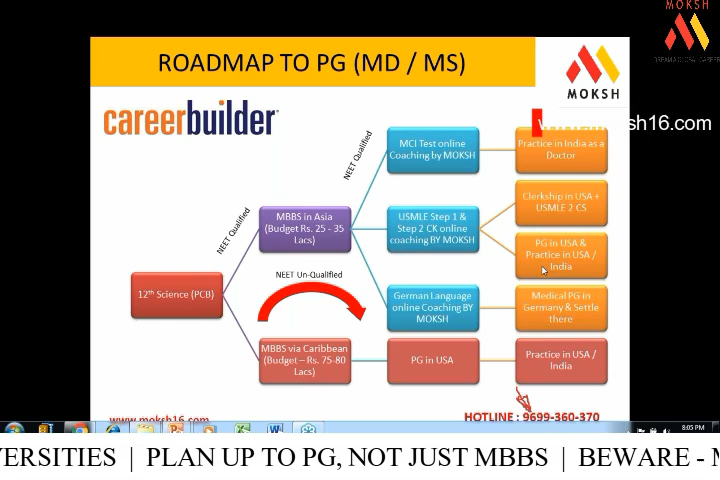 MOKSH
DREAM A GLOBAL CAREER
ROADMAP TO PG (MD / MS)
MOKSH
careerbuilder
sh16.com
NEET Qualified
MCI Test online
Coaching by MOKSH
Practice in India as a
Doctor
NEET Qualified
MBBS in Asia
(Budget Rs. 25 - 35
Lacs)
USMLE Step 1 &
Step 2 CK online
coaching BY MOKSH
Clerkship in USA +
USMLE 2 CS
PG in USA &
Practice in USA /
India
NEET Un-Qualified
12th Science (PCB)
German Language
online Coaching BY
MOKSH
Medical PG in
Germany & Settle
there
MBBS via Caribbean
(Budget – Rs. 75-80
Lacs)
PG in USA
Practice in USA /
India
www.moksh16.com
HOTLINE : 9699-360-370
8:05 PM
VERSITIES | PLAN UP TO PG, NOT JUST MBBS | BEWARE - M